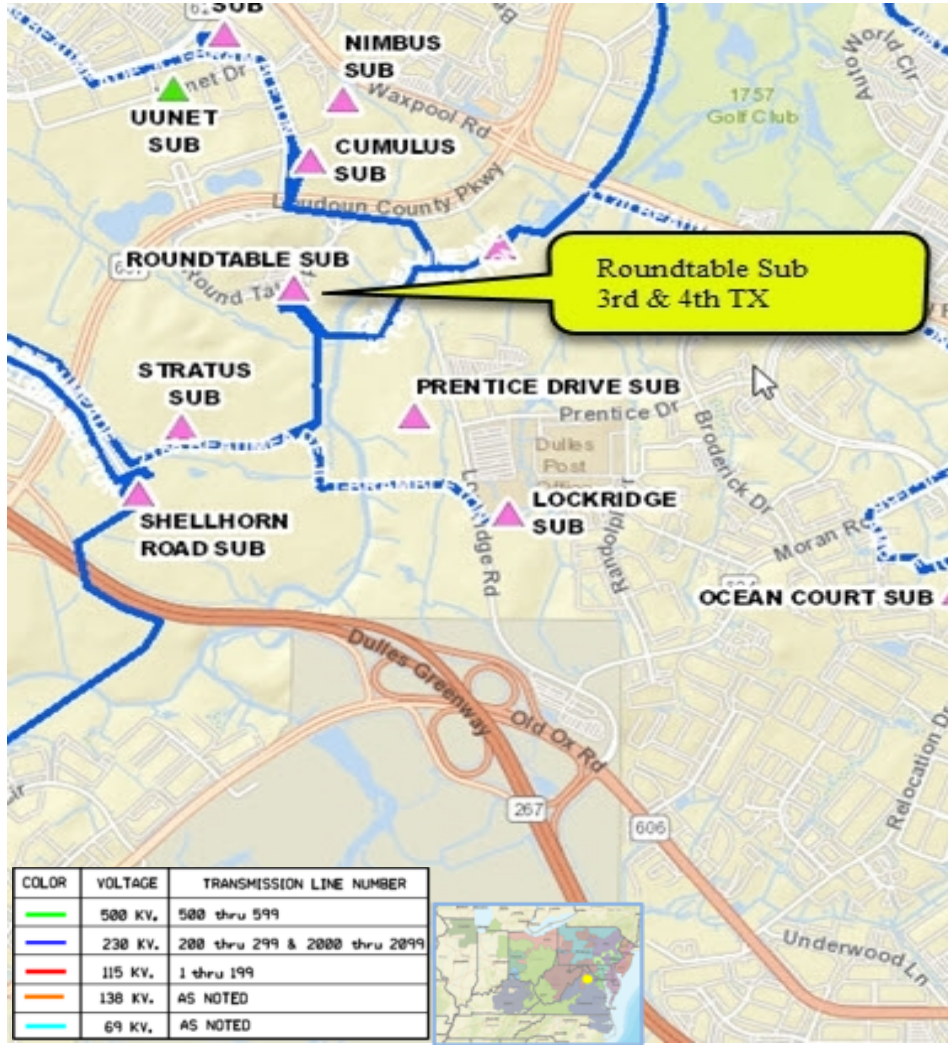 SUB
NIMBUS
SUB
Waxpool Rd
UUNET
SUB
CUMULUS
SUB
1757
Golf Club
AutoWorld Cir
Loudoun County Pkwy
ROUNDTABLE SUB
Roundtable Sub
3rd & 4th TX
STRATUS
SUB
PRENTICE DRIVE SUB
Prentice Dr
Dulles
Post
Broderick Dr
LOCKRIDGE
SUB
SHELLHORN
ROAD SUB
Moran Rd
OCEAN COURT SUB
Dulles Greenway
Old Ox Rd
267
606
Relocation D
Underwood Ln
COLOR VOLTAGE TRANSMISSION LINE NUMBER
500 KV. 500 thru 599
230 KV. 200 thru 299 & 2000 thru 2099
115 KV. 1 thru 199
138 KV. AS NOTED
69 KV. AS NOTED